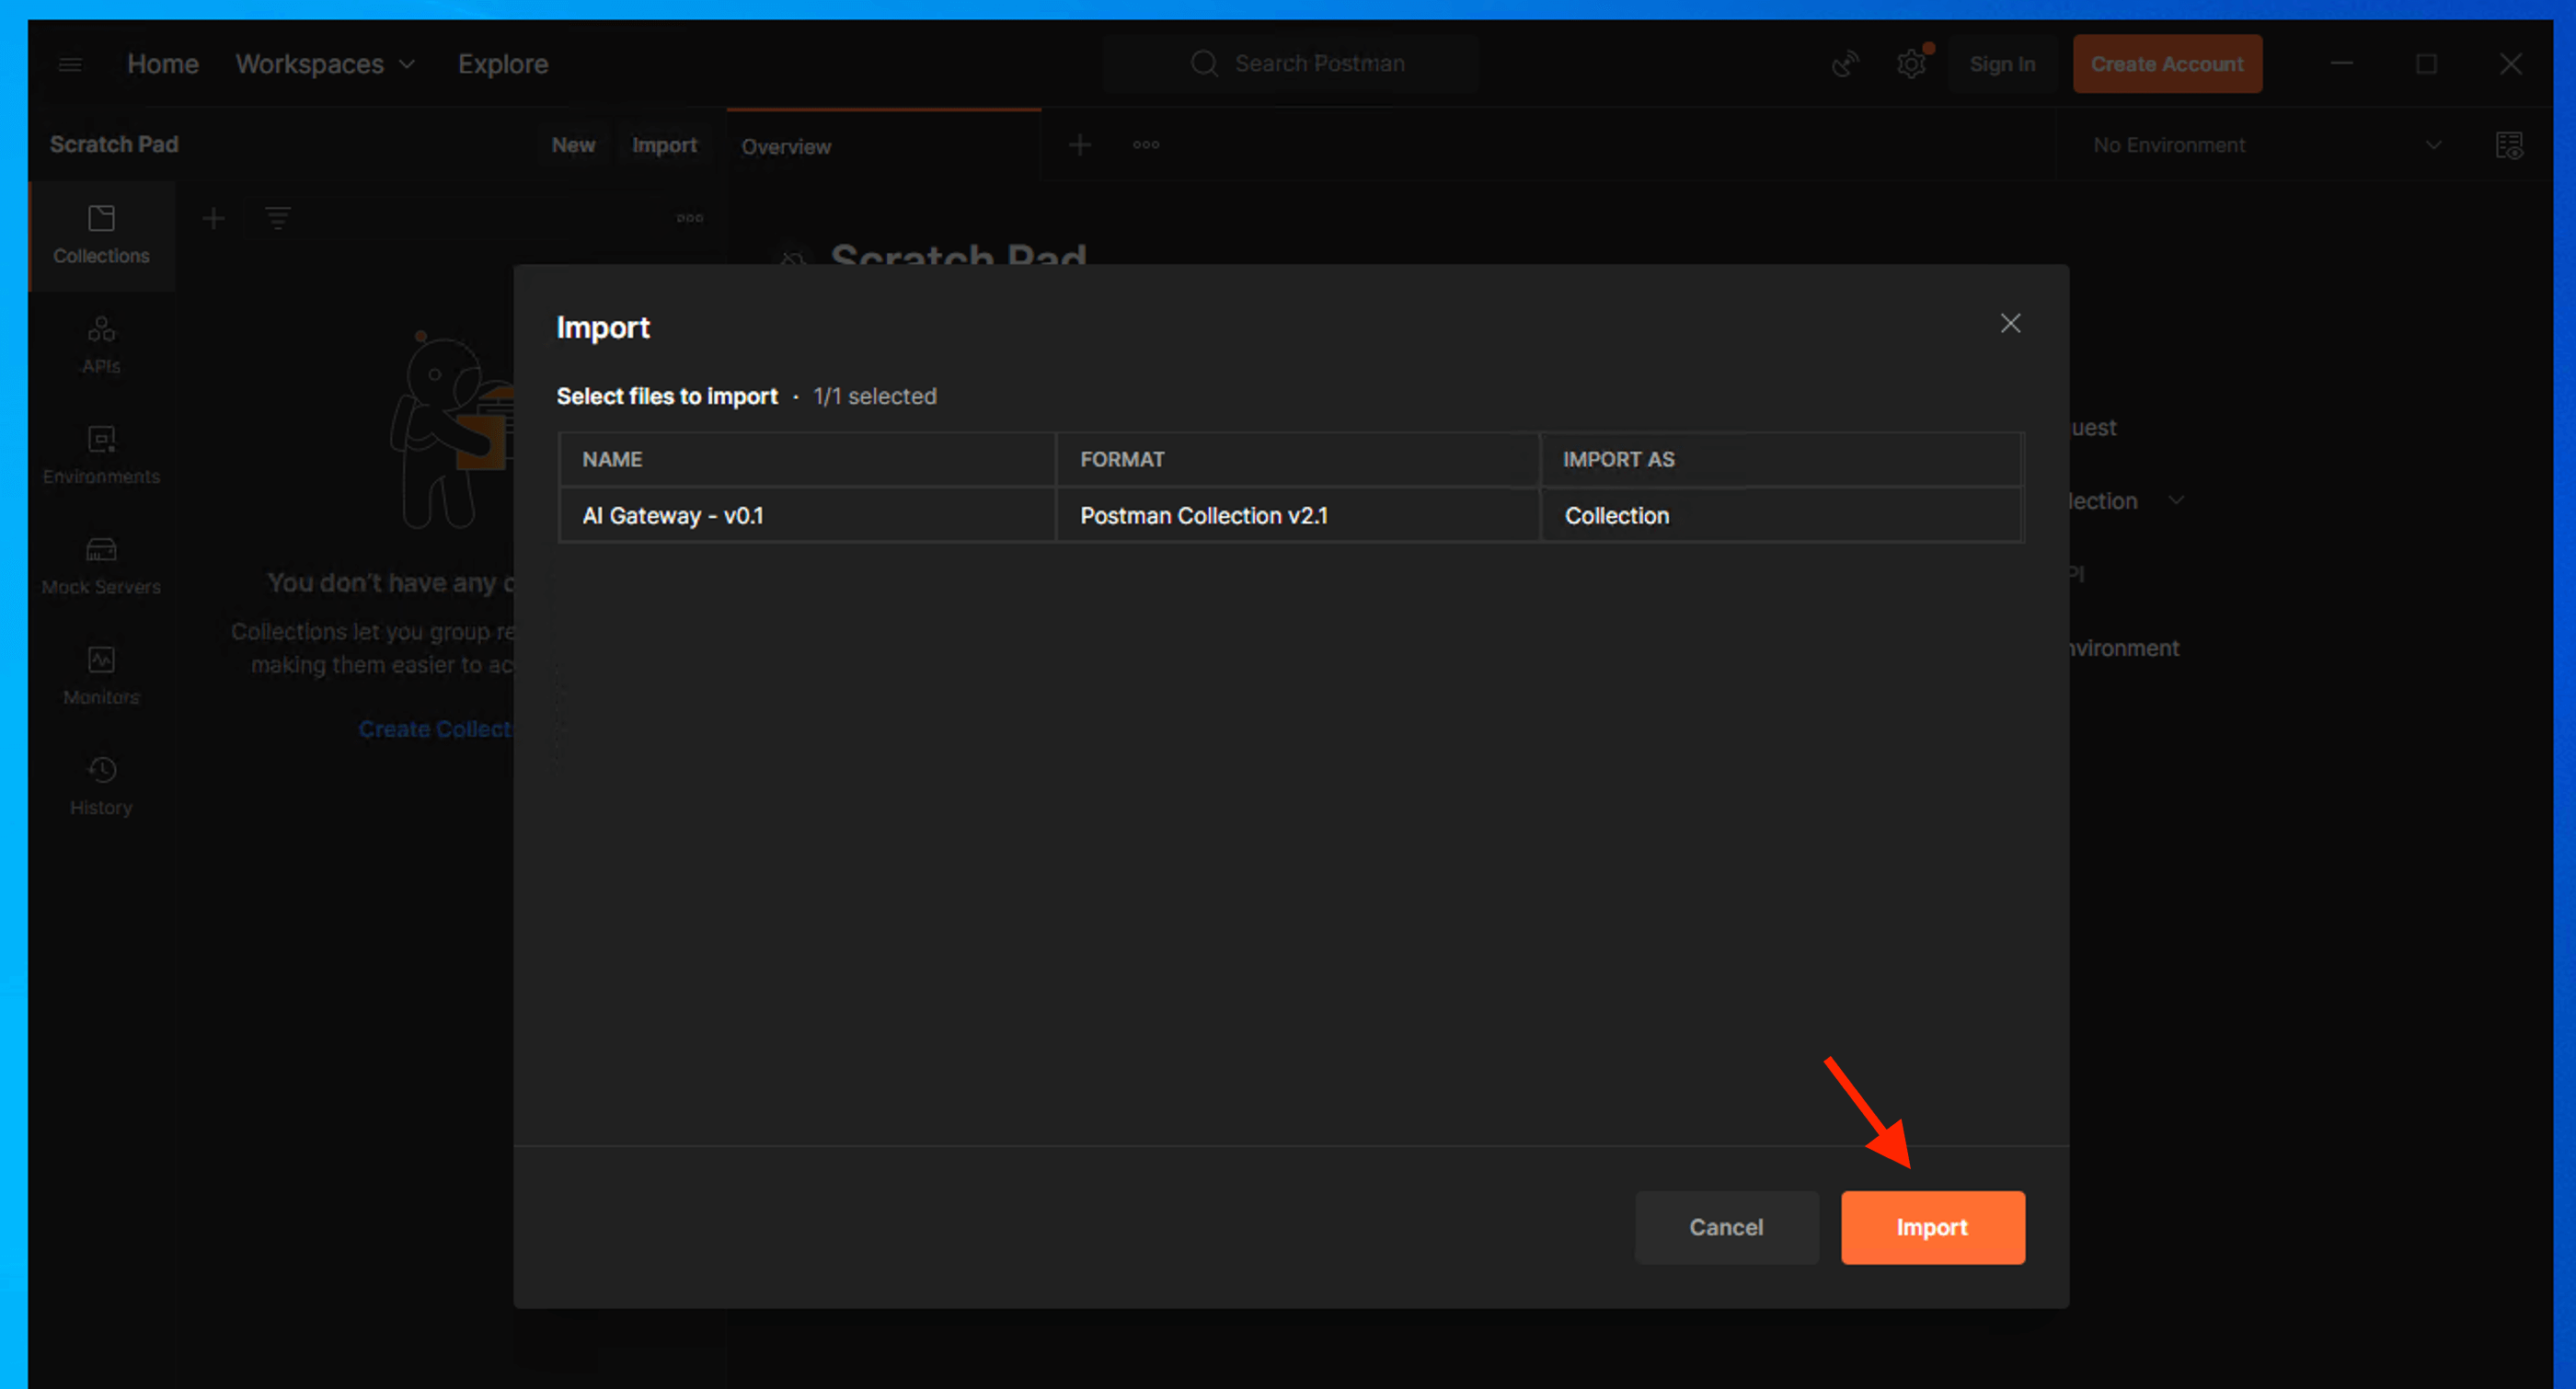 Home Workspaces Explore Search Postman Sign In Create Account
Scratch Pad New Import Overview No Environment
Collections
APIs
Environments
Mock Servers
Monitors
History
Scratch Pad
You don't have any c
Collections let you group re
making them easier to ac
Create Collect
Import
Select files to import · 1/1 selected
NAME FORMAT IMPORT AS
AI Gateway - v0.1 Postman Collection v2.1 Collection
Cancel Import
uest
lection
PI
nvironment